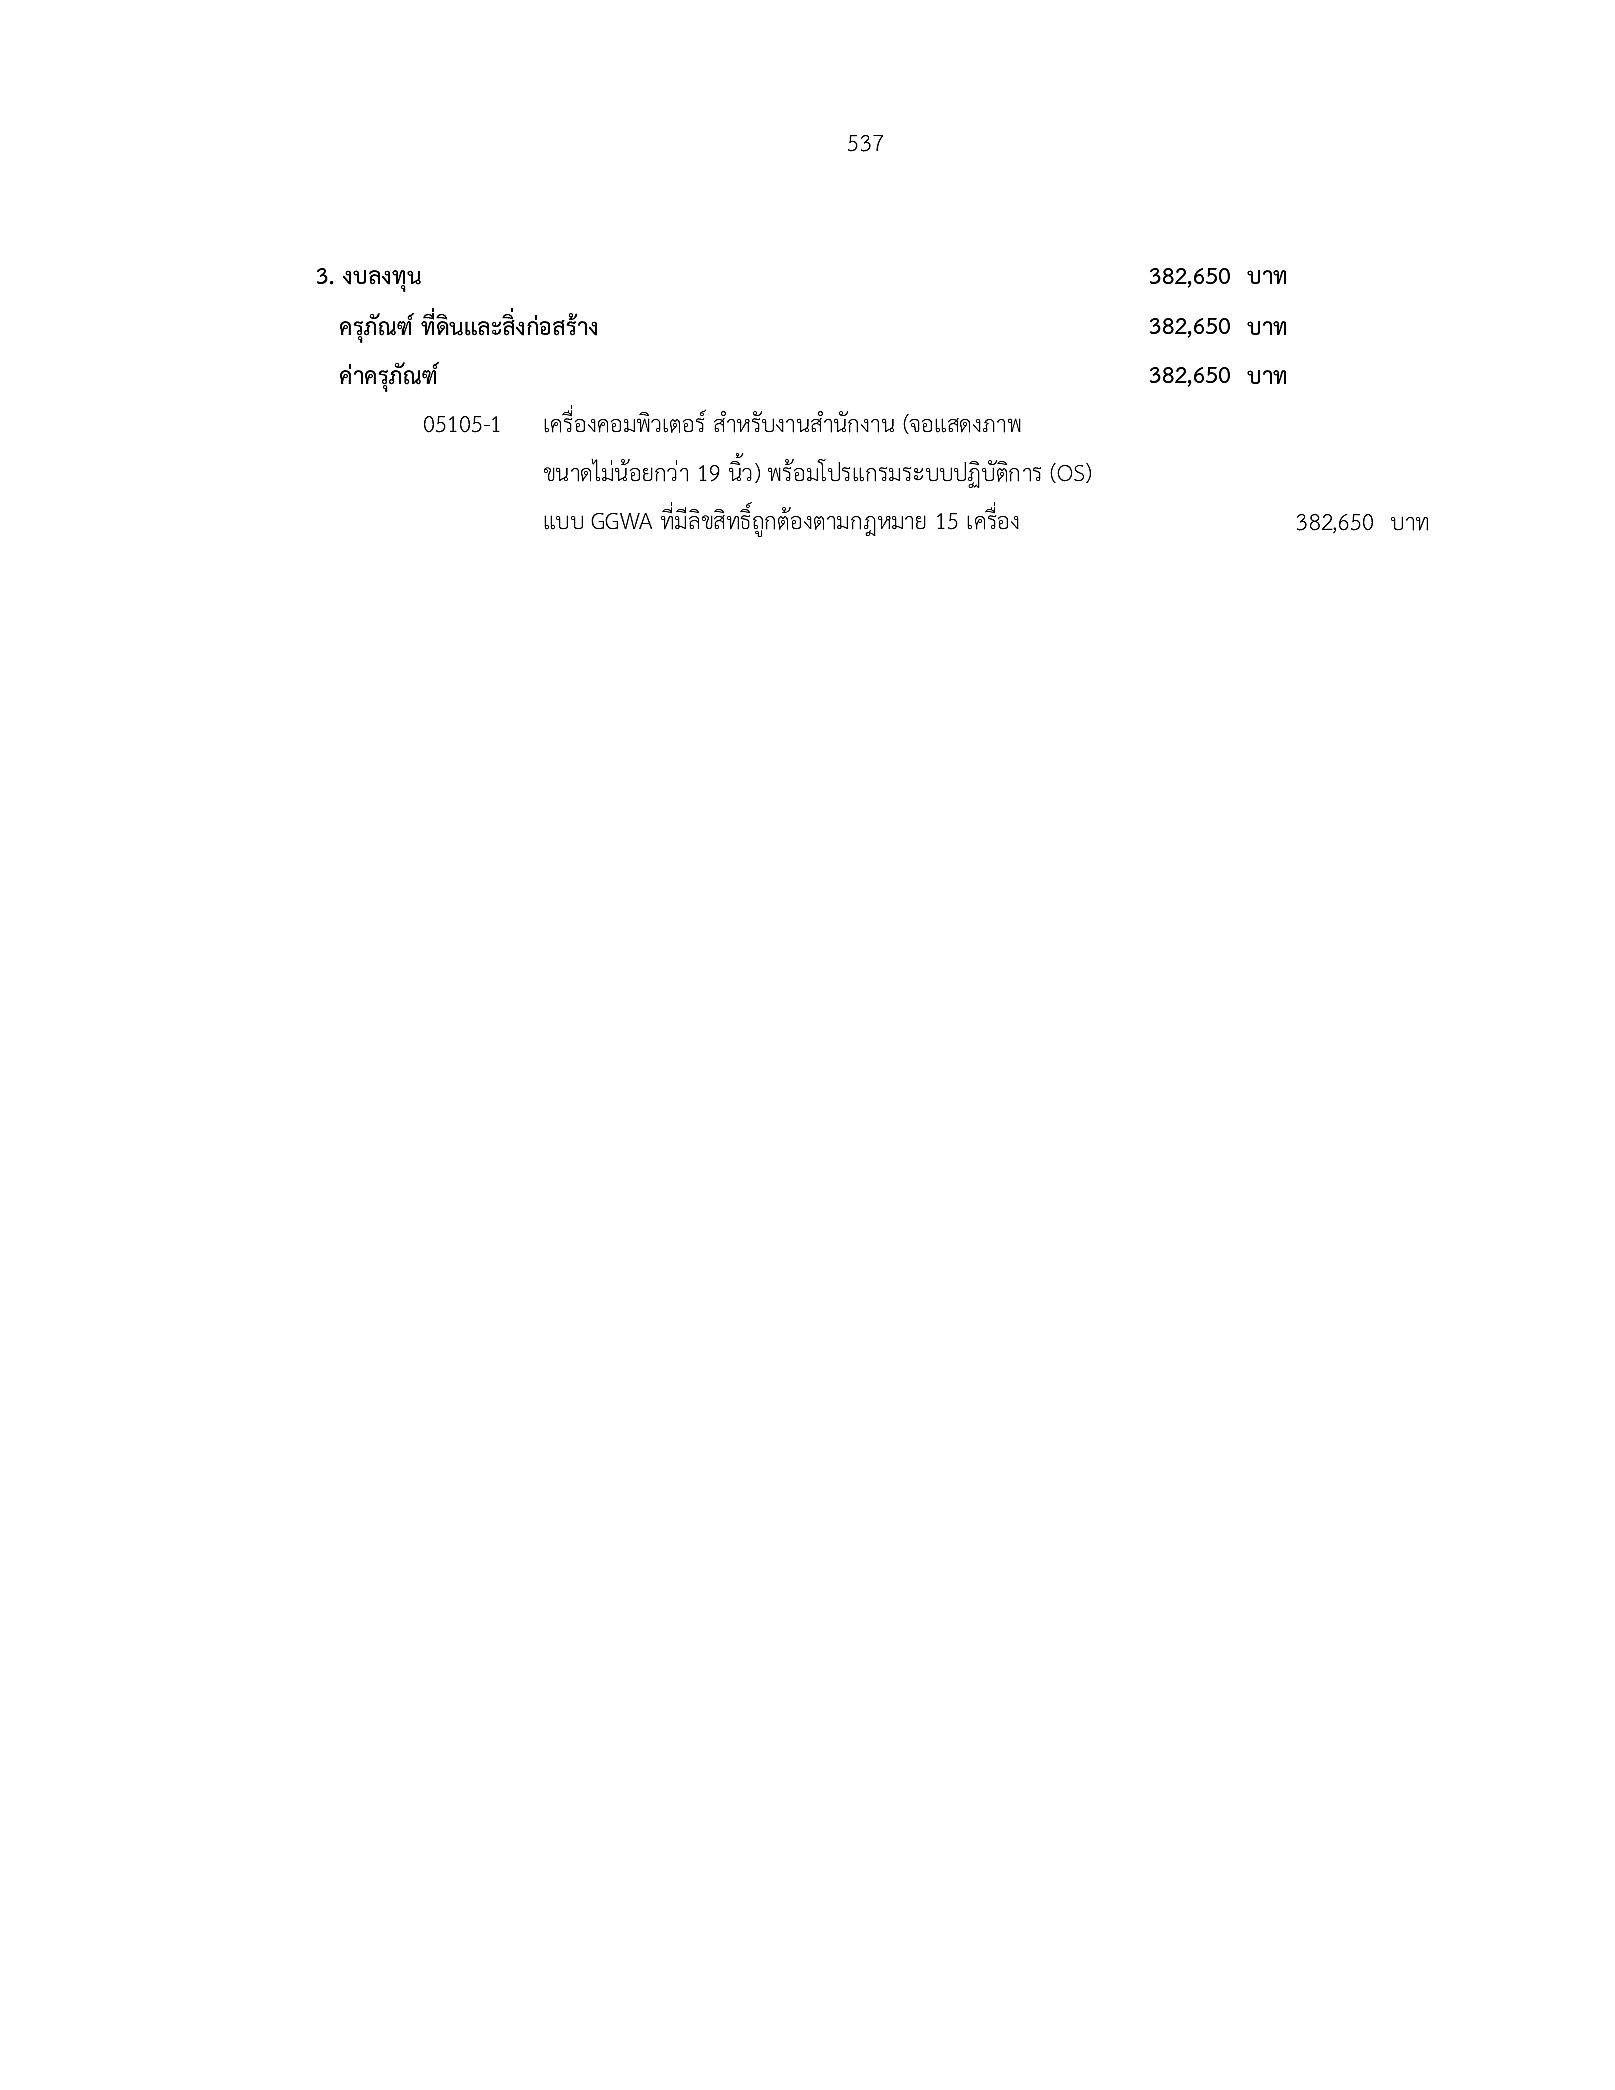 537
3. งบลงทุน 382,650 บาท
ครุภัณฑ์ ที่ดินและสิ่งก่อสร้าง 382,650 บาท
ค่าครุภัณฑ์ 382,650 บาท
05105-1 เครื่องคอมพิวเตอร์ สำหรับงานสำนักงาน (จอแสดงภาพ
ขนาดไม่น้อยกว่า 19 นิ้ว) พร้อมโปรแกรมระบบปฏิบัติการ (OS)
แบบ GGWA ที่มีลิขสิทธิ์ถูกต้องตามกฎหมาย 15 เครื่อง 382,650 บาท